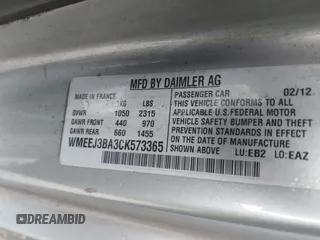 MFD BY DAIMLER AG
MADE IN FRANCE
PASSENGER CAR 02/12
KG LBS
GVWR 1050 2315
GAWR FRONT 440 970
GAWR REAR 660 1455
THIS VEHICLE CONFORMS TO ALL
APPLICABLE U.S. FEDERAL MOTOR
VEHICLE SAFETY, BUMPER, AND
THEFT PREVENTION STANDARDS
IN EFFECT ON THE DATE OF
MANUFACTURE SHOWN ABOVE.
WMEEJ3BA3CK573365
LU:EB2
LO:EAZ
DREAMBID